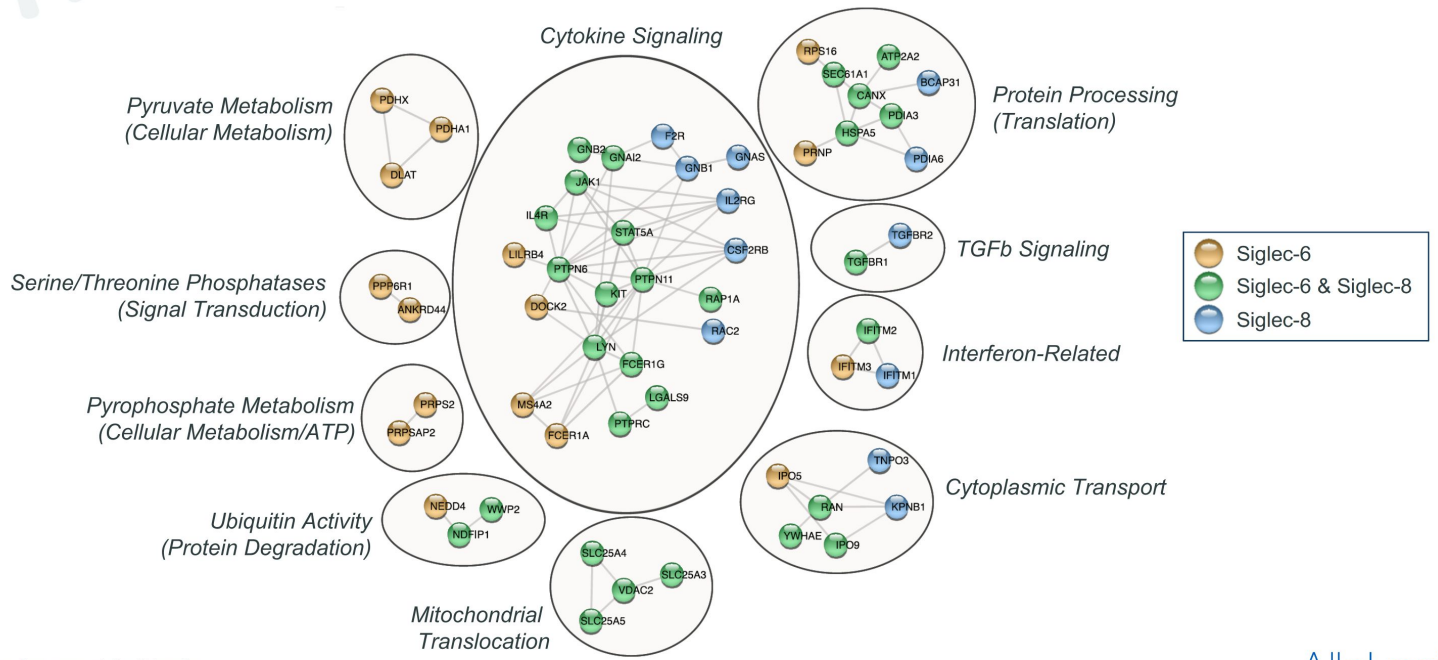 Cytokine Signaling
Pyruvate Metabolism
(Cellular Metabolism)
PDHX
PDHA1
DLAT
Serine/Threonine Phosphatases
(Signal Transduction)
PPP6R1
ANKRD44
Pyrophosphate Metabolism
(Cellular Metabolism/ATP)
PRPS2
PRPSAP2
Ubiquitin Activity
(Protein Degradation)
NEDD4
WWP2
NDFIP1
Mitochondrial
Translocation
SLC25A4
SLC25A3
VDAC2
SLC25A5
F2R
GNB2
GNAI2
GNB1
GNAS
JAK1
IL2RG
IL4R
STAT5A
LILRB4
CSF2RB
PTPN6
PTPN11
KIT
RAP1A
DOCK2
RAC2
LYN
FCER1G
LGALS9
MS4A2
PTPRC
FCER1A
RPS16
ATP2A2
SEC61A1
BCAP31
CANX
PDIA3
HSPA5
PRNP
PDIA6
Protein Processing
(Translation)
TGFBR2
TGFBR1
TGFb Signaling
IFITM2
IFITM3
IFITM1
Interferon-Related
TNPO3
IPO5
RAN
KPNB1
YWHAE
IPO9
Cytoplasmic Transport
Siglec-6
Siglec-6 & Siglec-8
Siglec-8